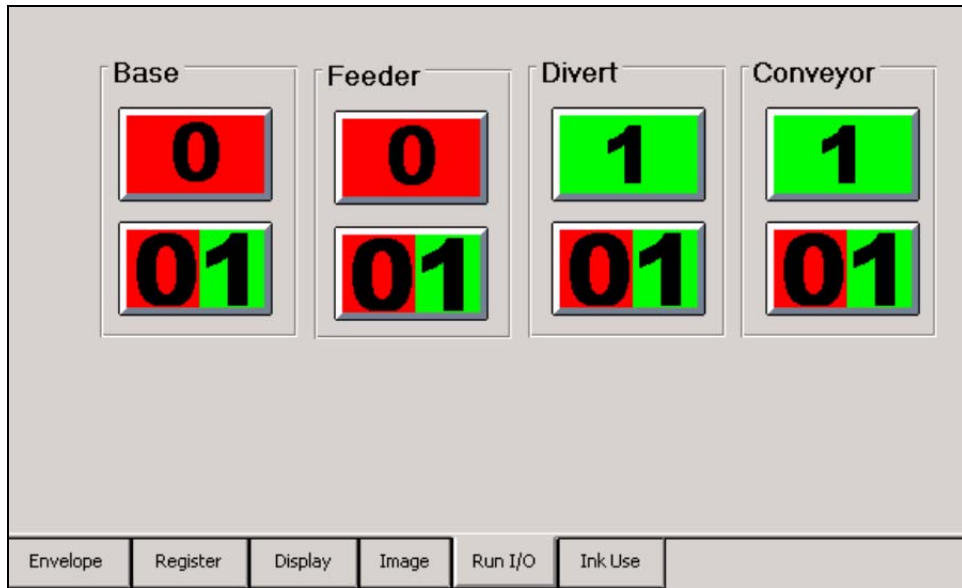 Base Feeder Divert Conveyor
0 0 1 1
01 01 01 01
Envelope Register Display Image Run I/O Ink Use